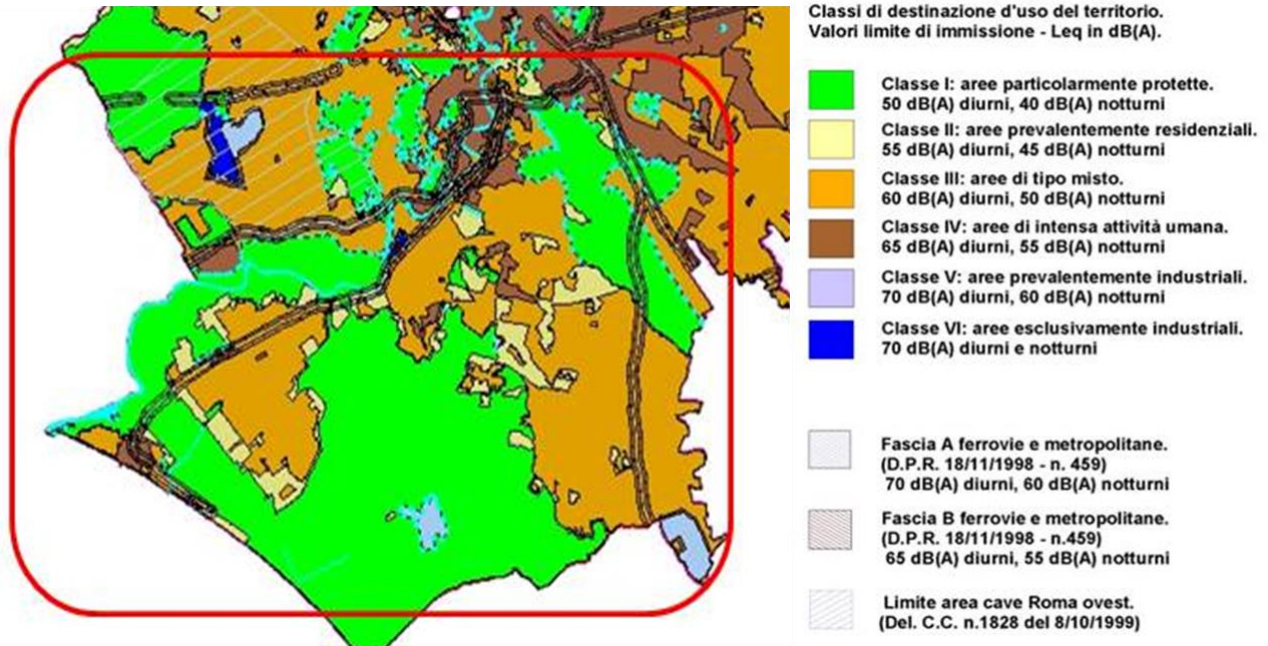 Classi di destinazione d'uso del territorio.
Valori limite di immissione - Leq in dB(A).
Classe I: aree particolarmente protette.
50 dB(A) diurni, 40 dB(A) notturni
Classe II: aree prevalentemente residenziali.
55 dB(A) diurni, 45 dB(A) notturni
Classe III: aree di tipo misto.
60 dB(A) diurni, 50 dB(A) notturni
Classe IV: aree di intensa attività umana.
65 dB(A) diurni, 55 dB(A) notturni
Classe V: aree prevalentemente industriali.
70 dB(A) diurni, 60 dB(A) notturni
Classe VI: aree esclusivamente industriali.
70 dB(A) diurni e notturni
Fascia A ferrovie e metropolitane.
(D.P.R. 18/11/1998 - n. 459)
70 dB(A) diurni, 60 dB(A) notturni
Fascia B ferrovie e metropolitane.
(D.P.R. 18/11/1998 - n.459)
65 dB(A) diurni, 55 dB(A) notturni
Limite area cave Roma ovest.
(Del. C.C. n.1828 del 8/10/1999)